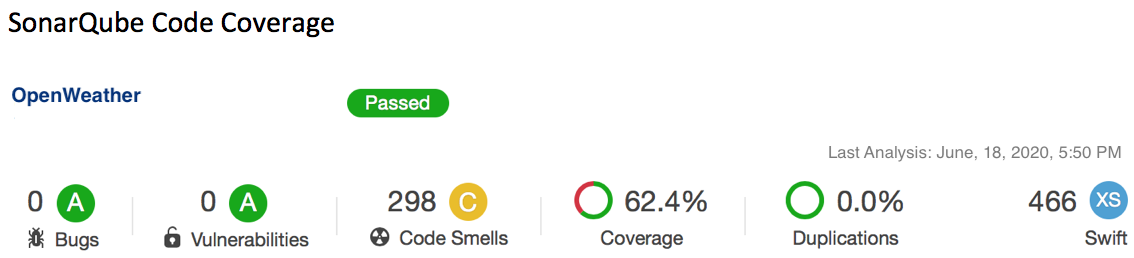 SonarQube Code Coverage
OpenWeather
Passed
Last Analysis: June, 18, 2020, 5:50 PM
0 A 0 A 298 C 62.4% 0.0% 466 XS
Bugs Vulnerabilities Code Smells Coverage Duplications Swift